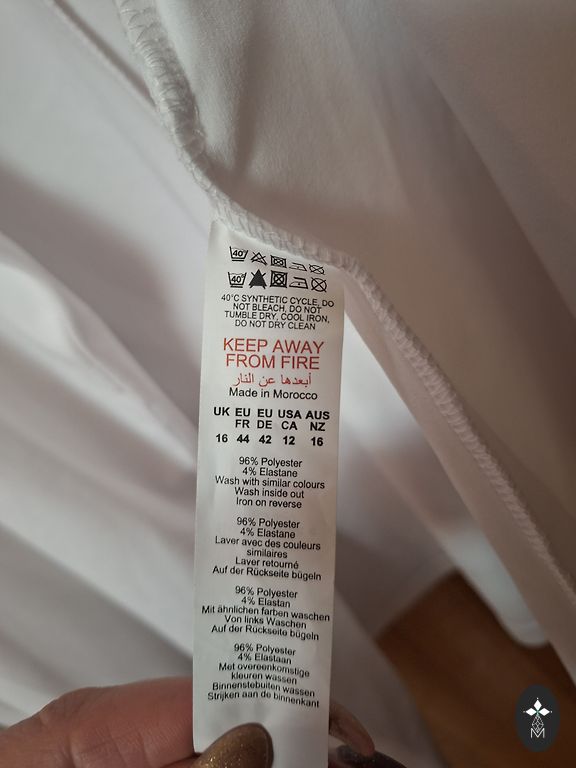 40°
40°
40°C SYNTHETIC CYCLE, DO
NOT BLEACH, DO NOT
TUMBLE DRY, COOL IRON,
DO NOT DRY CLEAN
KEEP AWAY
FROM FIRE
أبعدها عن النار
Made in Morocco
UK EU EU USA AUS
FR DE CA NZ
16 44 42 12 16
96% Polyester
4% Elastane
Wash with similar colours
Wash inside out
Iron on reverse
96% Polyester
4% Elastane
Laver avec des couleurs
similaires
Laver retourné
Auf der Rückseite bügeln
96% Polyester
4% Elastan
Mit ähnlichen farben waschen
Von links Waschen
Auf der Rückseite bügeln
96% Polyester
4% Elastaan
Met overeenkomstige
kleuren wassen
Binnenstebuiten wassen
Strijken aan de binnenkant
M